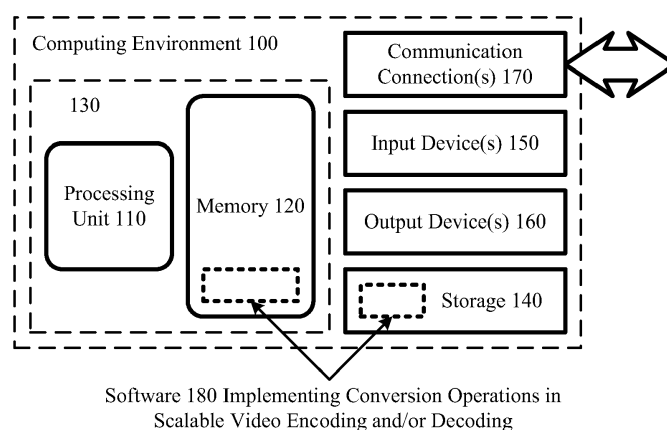 Computing Environment 100
Communication
Connection(s) 170
130
Input Device(s) 150
Processing
Unit 110
Memory 120
Output Device(s) 160
Storage 140
Software 180 Implementing Conversion Operations in
Scalable Video Encoding and/or Decoding